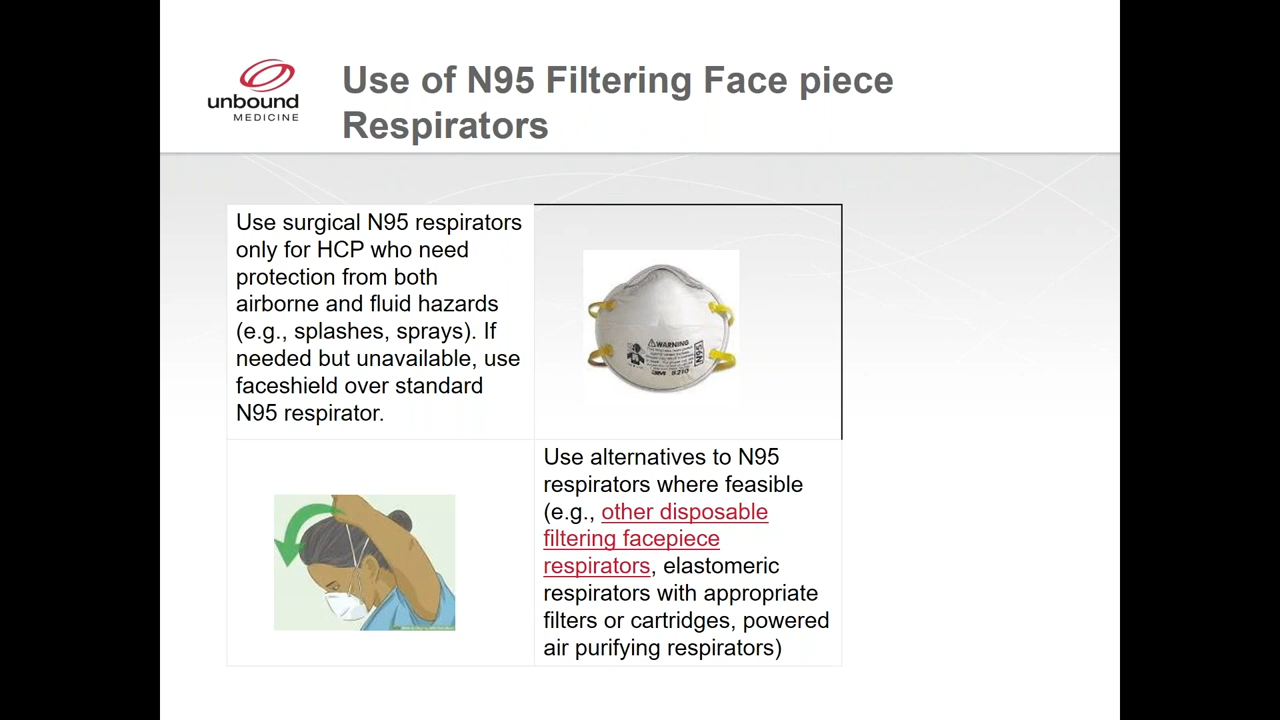 unbound
MEDICINE
Use of N95 Filtering Face piece
Respirators
Use surgical N95 respirators
only for HCP who need
protection from both
airborne and fluid hazards
(e.g., splashes, sprays). If
needed but unavailable, use
faceshield over standard
N95 respirator.
WARNING
N95
3M 8210
Use alternatives to N95
respirators where feasible
(e.g., other disposable
filtering facepiece
respirators, elastomeric
respirators with appropriate
filters or cartridges, powered
air purifying respirators)